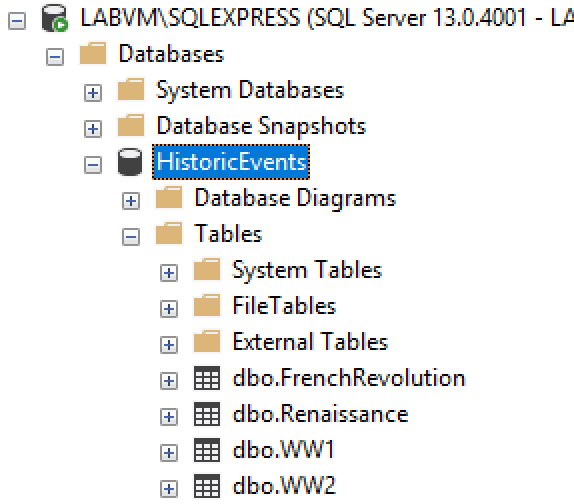 LABVM\SQLEXPRESS (SQL Server 13.0.4001 - LA
Databases
System Databases
Database Snapshots
HistoricEvents
Database Diagrams
Tables
System Tables
FileTables
External Tables
dbo.FrenchRevolution
dbo.Renaissance
dbo.WW1
dbo.WW2